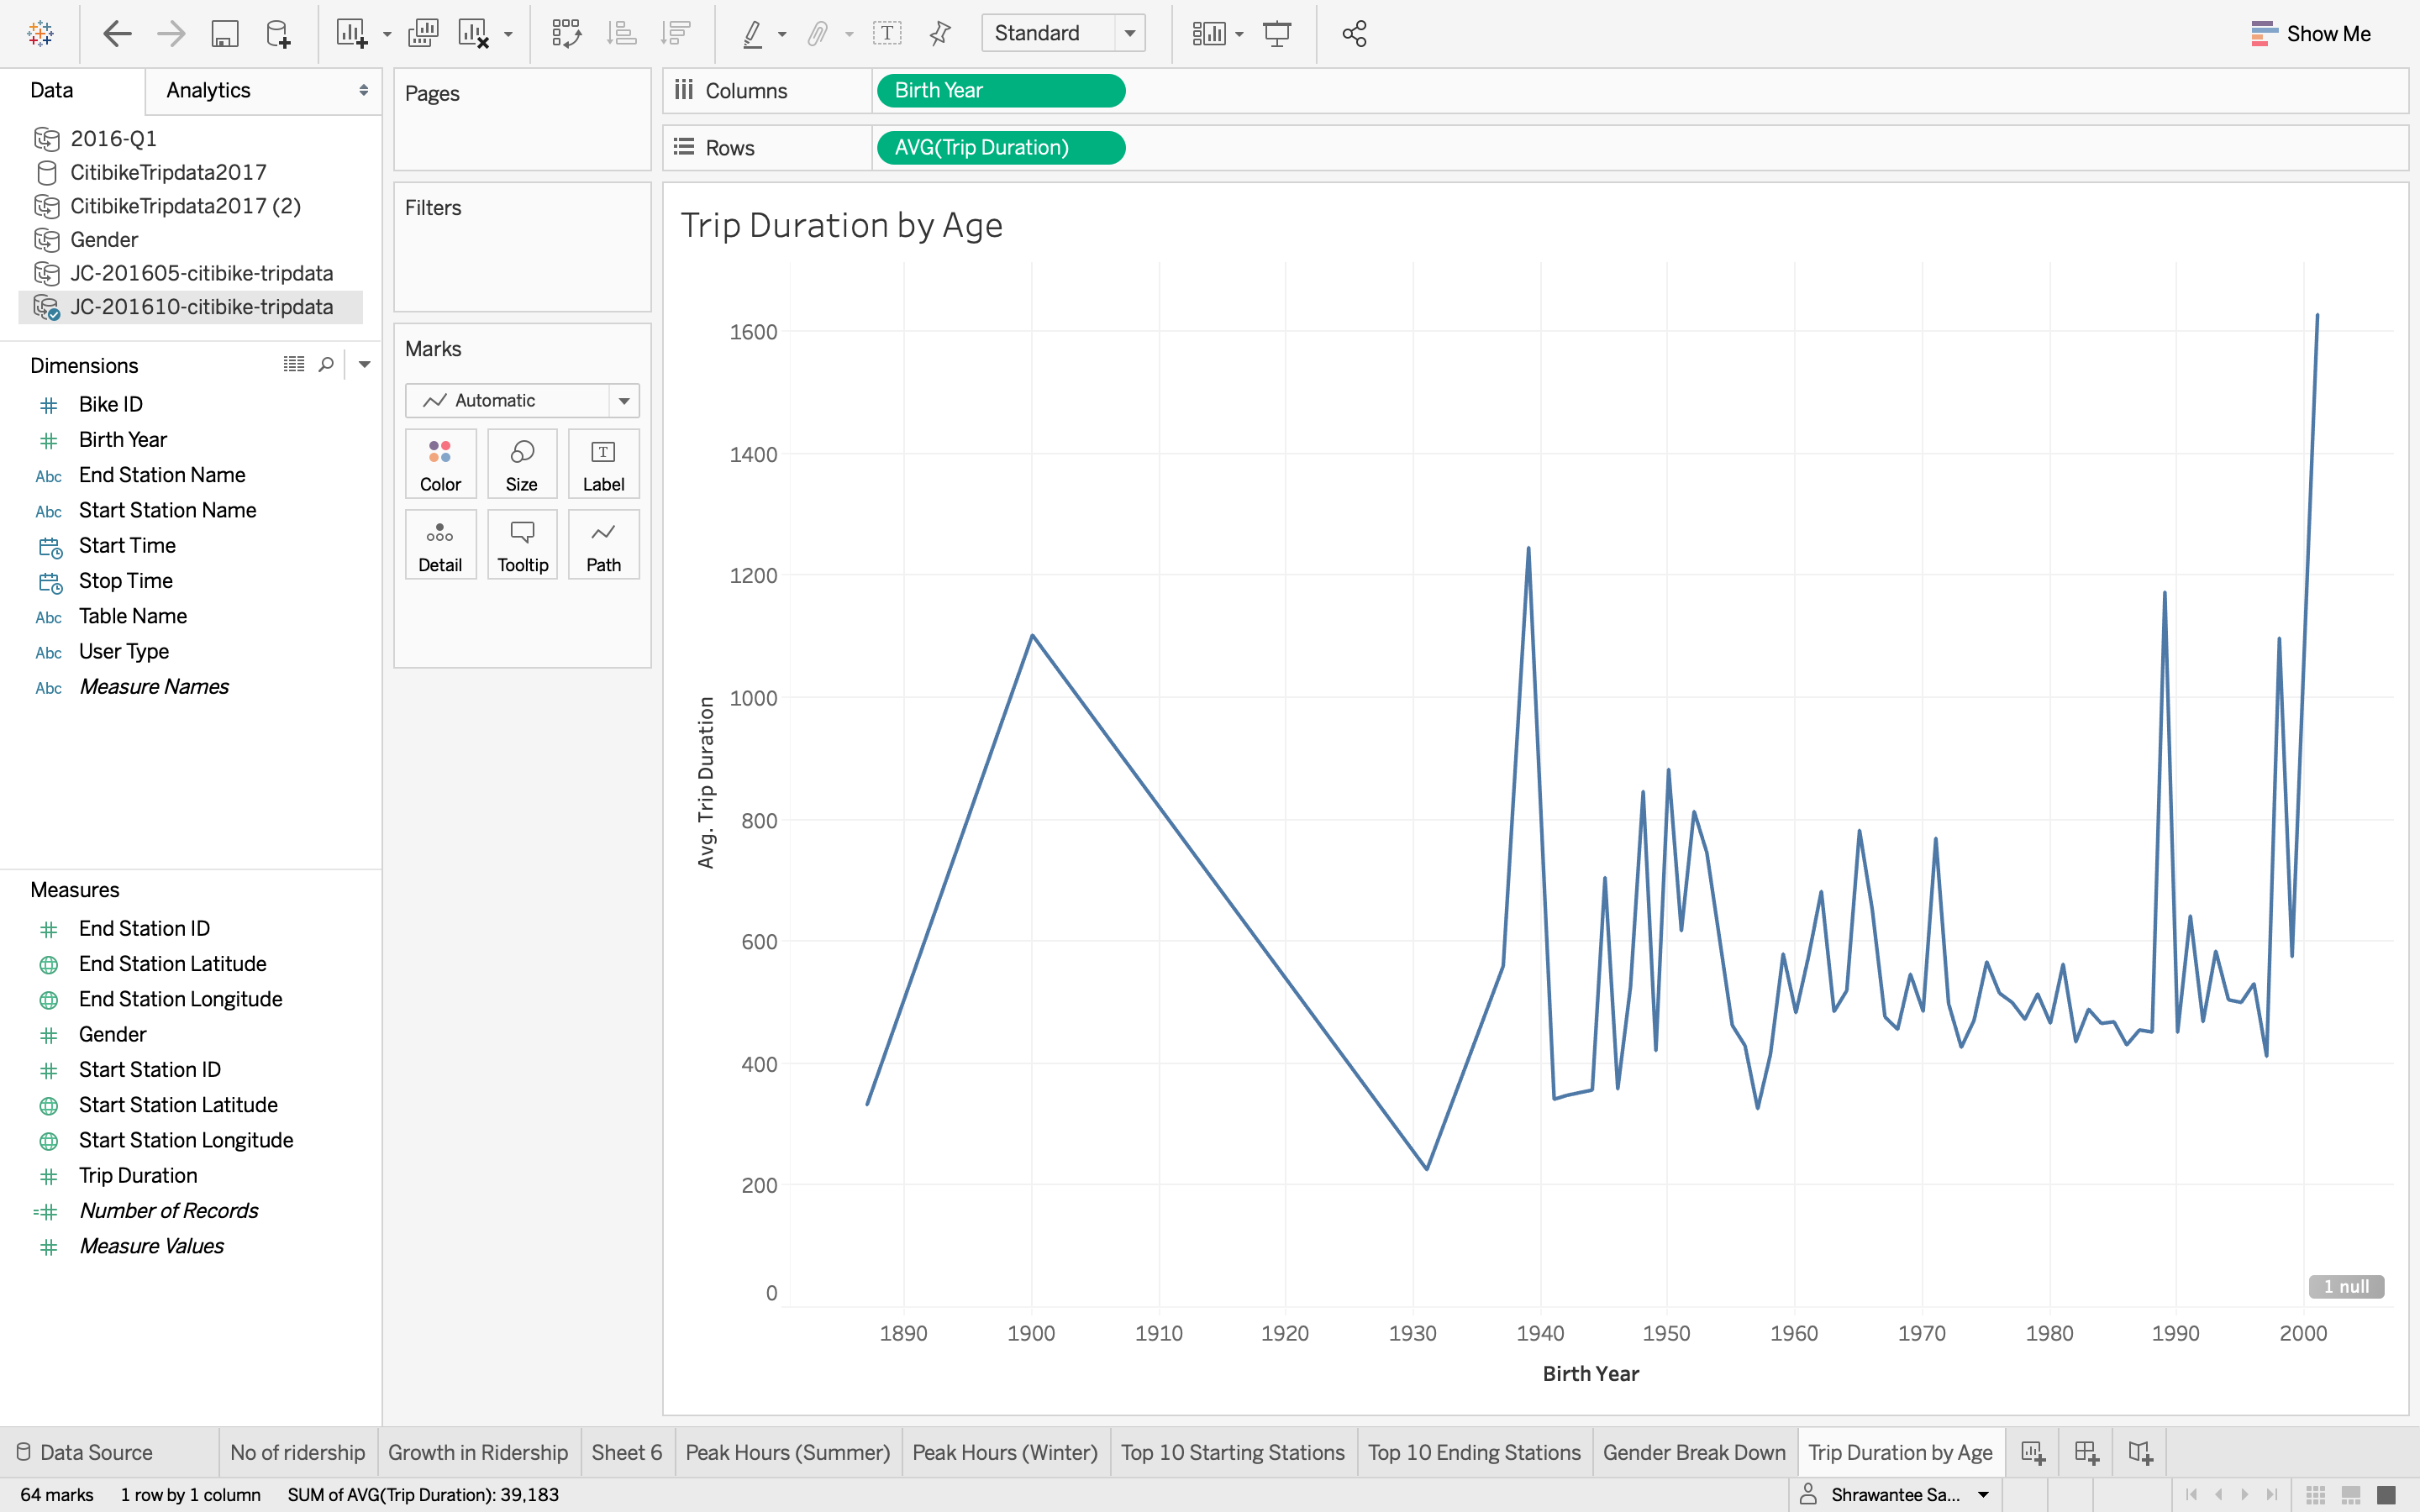 Standard
Show Me
Data
Analytics
2016-Q1
CitibikeTripdata2017
CitibikeTripdata2017 (2)
Gender
JC-201605-citibike-tripdata
JC-201610-citibike-tripdata
Dimensions
Bike ID
Birth Year
Abc End Station Name
Abc Start Station Name
Start Time
Stop Time
Abc Table Name
Abc User Type
Abc Measure Names
Measures
End Station ID
End Station Latitude
End Station Longitude
Gender
Start Station ID
Start Station Latitude
Start Station Longitude
Trip Duration
Number of Records
Measure Values
Pages
Filters
Marks
Automatic
Color Size Label
Detail Tooltip Path
Columns Birth Year
Rows AVG(Trip Duration)
Trip Duration by Age
Avg. Trip Duration
1600
1400
1200
1000
800
600
400
200
0
1 null
1890 1900 1910 1920 1930 1940 1950 1960 1970 1980 1990 2000
Birth Year
Data Source No of ridership Growth in Ridership Sheet 6 Peak Hours (Summer) Peak Hours (Winter) Top 10 Starting Stations Top 10 Ending Stations Gender Break Down Trip Duration by Age
64 marks 1 row by 1 column SUM of AVG(Trip Duration): 39,183 Shrawantee Sa...